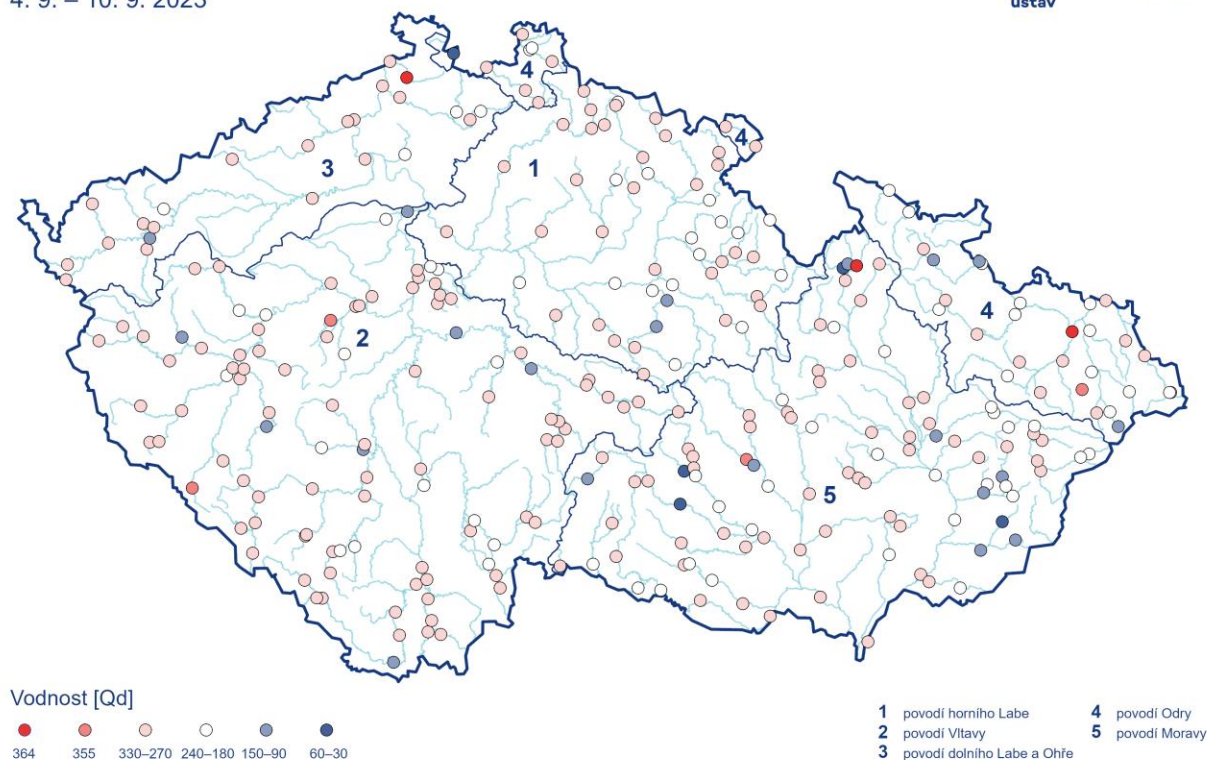 4. 9. – 10. 9. 2023
ústav
4
4
3
1
4
2
5
Vodnost [Qd]
364 355 330–270 240–180 150–90 60–30
1 povodí horního Labe
2 povodí Vltavy
3 povodí dolního Labe a Ohře
4 povodí Odry
5 povodí Moravy